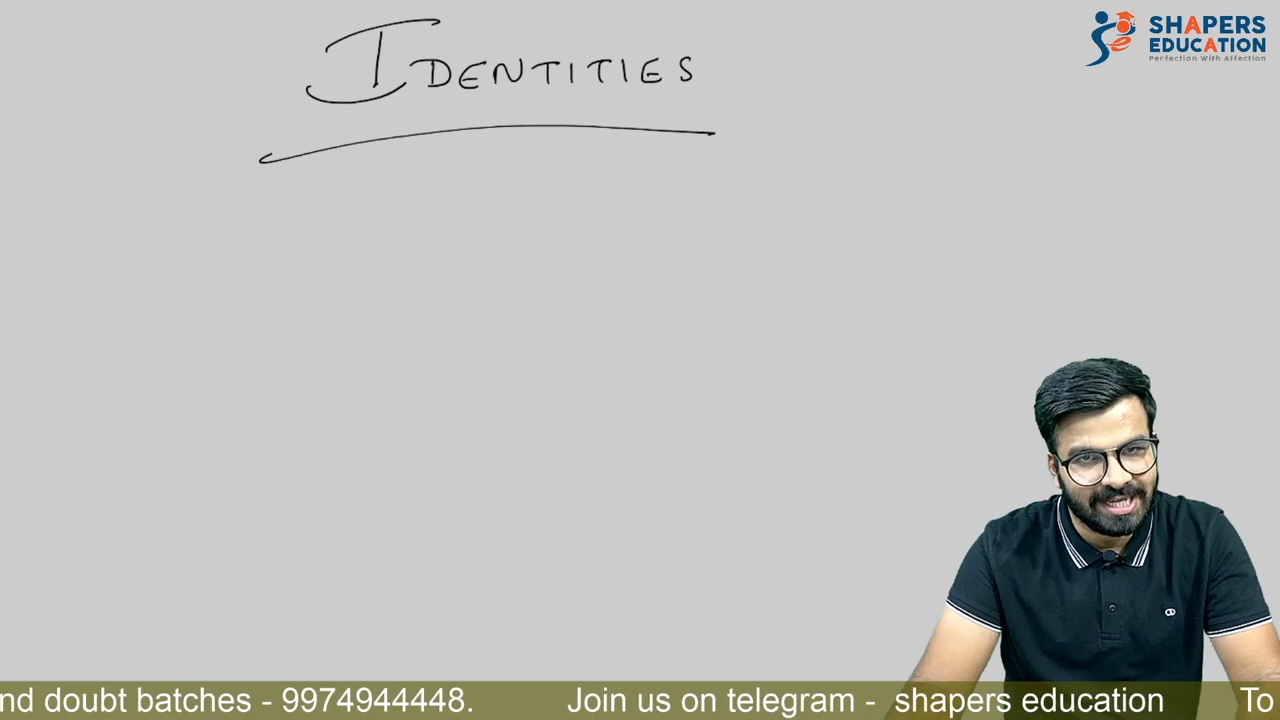 IDENTITIES
SHAPERS
EDUCATION
Perfection With Affection
nd doubt batches - 9974944448. Join us on telegram - shapers education To